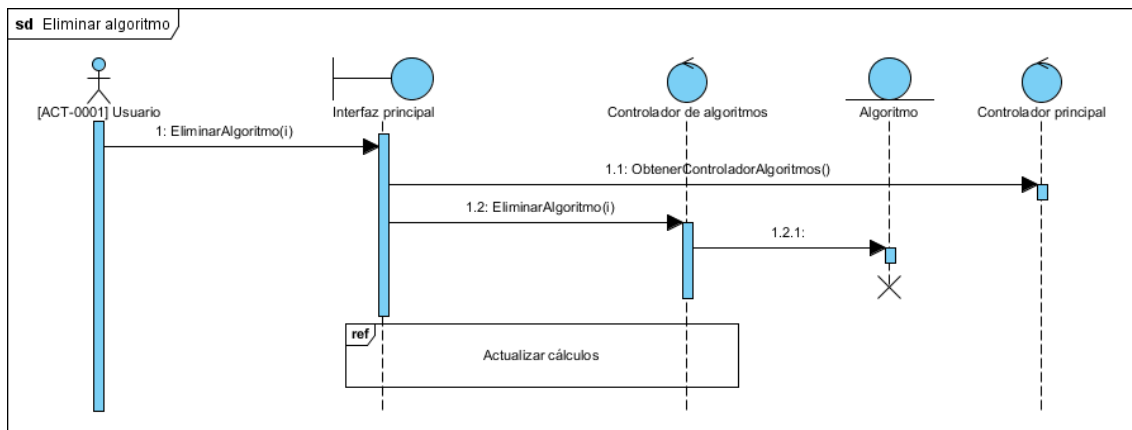 sd Eliminar algoritmo
[ACT-0001] Usuario
Interfaz principal
Controlador de algoritmos
Algoritmo
Controlador principal
1: EliminarAlgoritmo(i)
1.1: ObtenerControladorAlgoritmos()
1.2: EliminarAlgoritmo(i)
1.2.1:
ref
Actualizar cálculos